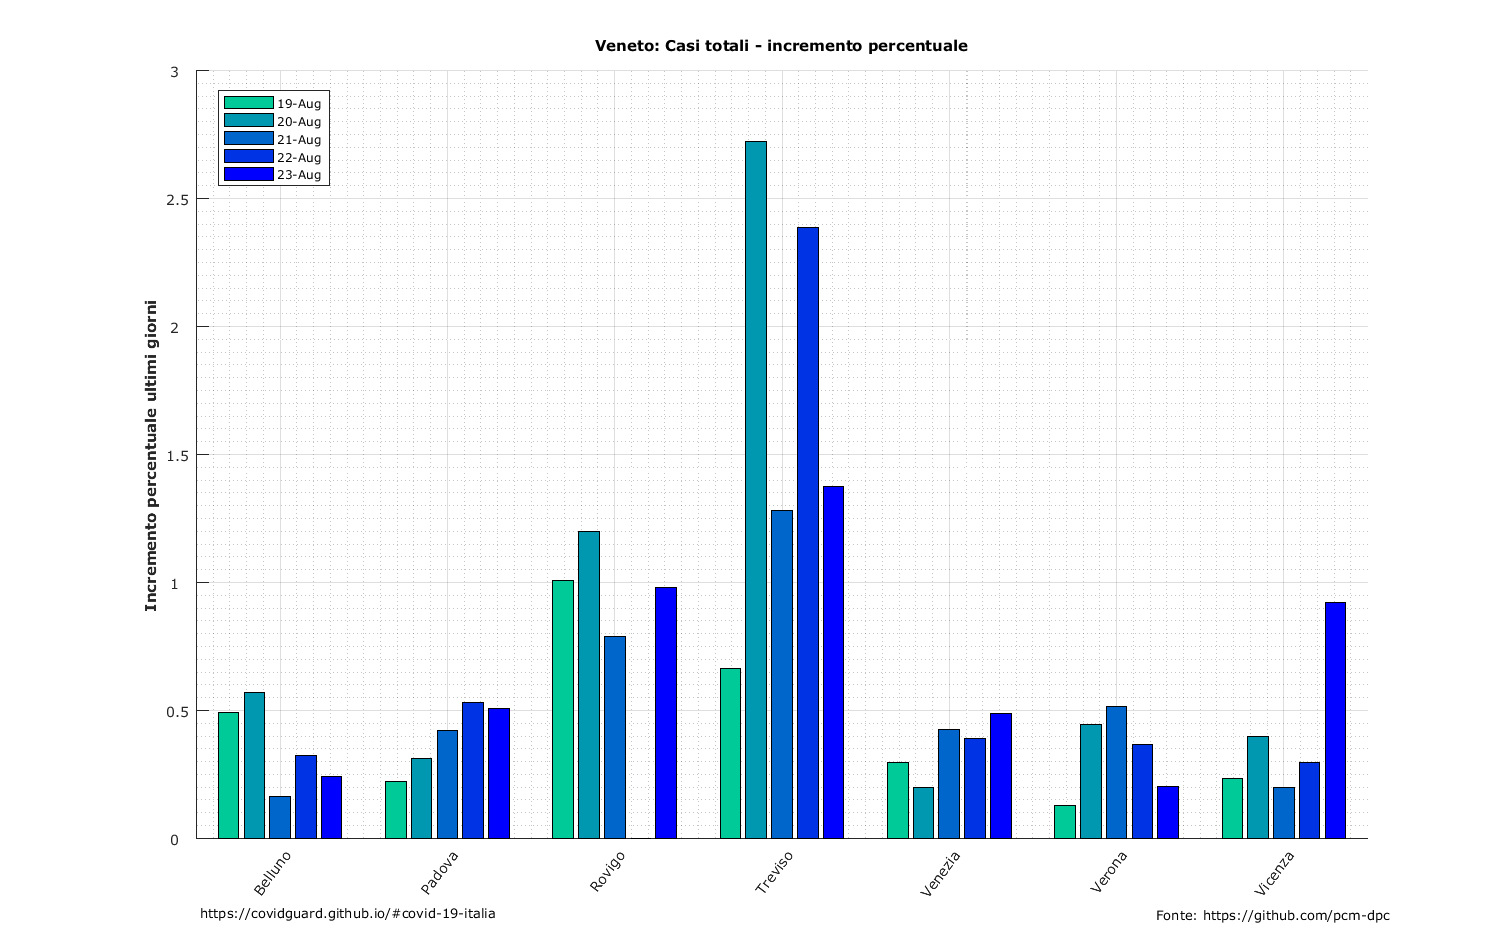 Veneto: Casi totali - incremento percentuale
3
2.5
2
1.5
1
0.5
0
Incremento percentuale ultimi giorni
19-Aug
20-Aug
21-Aug
22-Aug
23-Aug
Belluno
Padova
Rovigo
Treviso
Venezia
Verona
Vicenza
https://covidguard.github.io/#covid-19-italia
Fonte: https://github.com/pcm-dpc